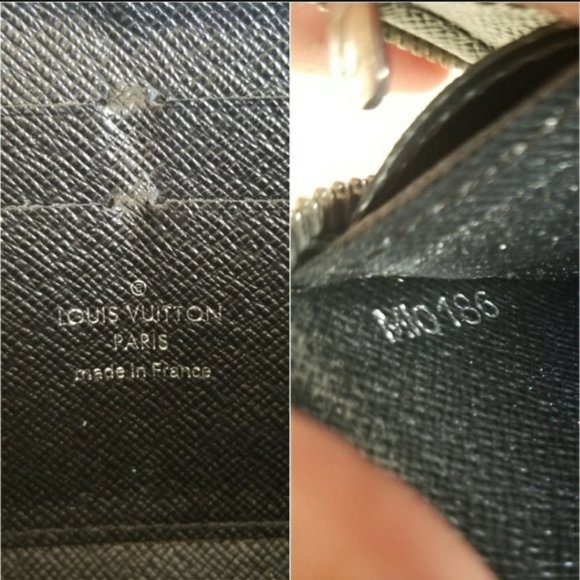 ®
LOUIS VUITTON
PARIS
made in France
MI0186